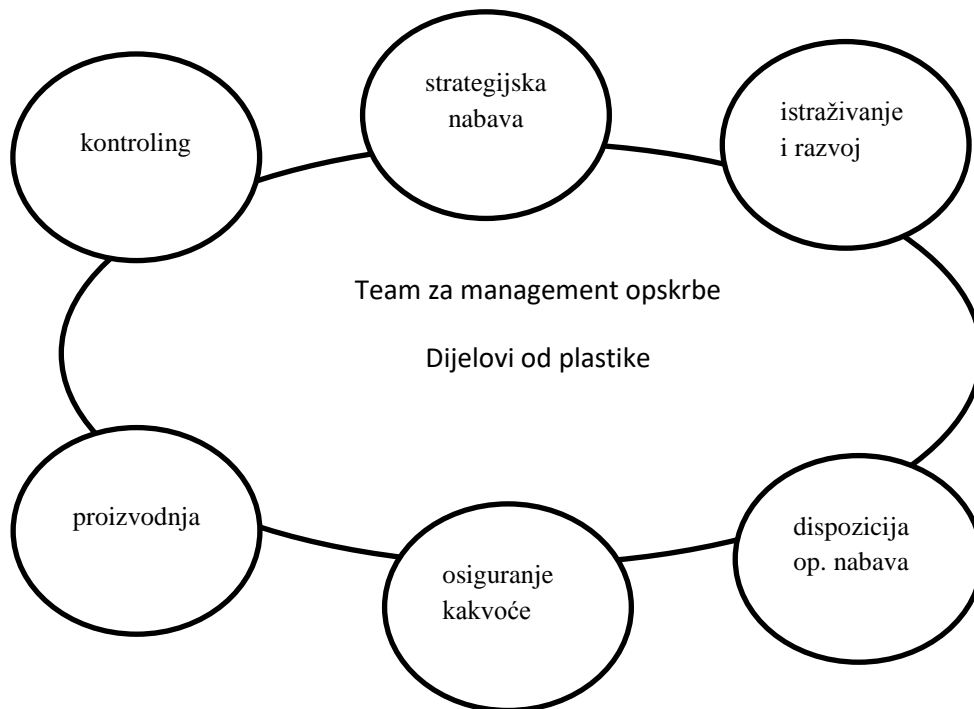 kontroling
strategijska
nabava
istraživanje
i razvoj
Team za management opskrbe
Dijelovi od plastike
proizvodnja
osiguranje
kakvoće
dispozicija
op. nabava